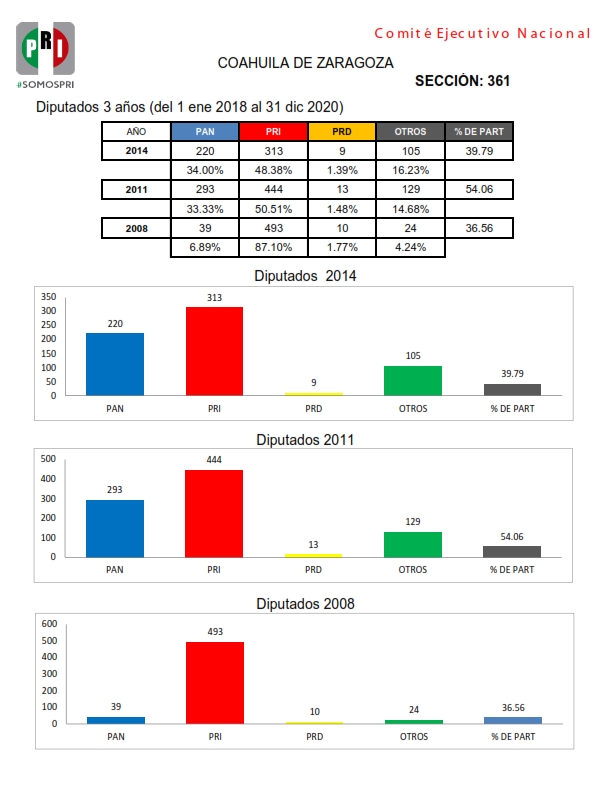 Comité Ejecutivo Nacional
PRI
#SOMOSPRI
COAHUILA DE ZARAGOZA
SECCIÓN: 361
Diputados 3 años (del 1 ene 2018 al 31 dic 2020)
AÑO PAN PRI PRD OTROS % DE PART
2014 220 313 9 105 39.79
34.00% 48.38% 1.39% 16.23%
2011 293 444 13 129 54.06
33.33% 50.51% 1.48% 14.68%
2008 39 493 10 24 36.56
6.89% 87.10% 1.77% 4.24%
Diputados 2014
350
300
250
200
150
100
50
0
220 313 9 105 39.79
PAN PRI PRD OTROS % DE PART
Diputados 2011
500
400
300
200
100
0
293 444 13 129 54.06
PAN PRI PRD OTROS % DE PART
Diputados 2008
600
500
400
300
200
100
0
39 493 10 24 36.56
PAN PRI PRD OTROS % DE PART